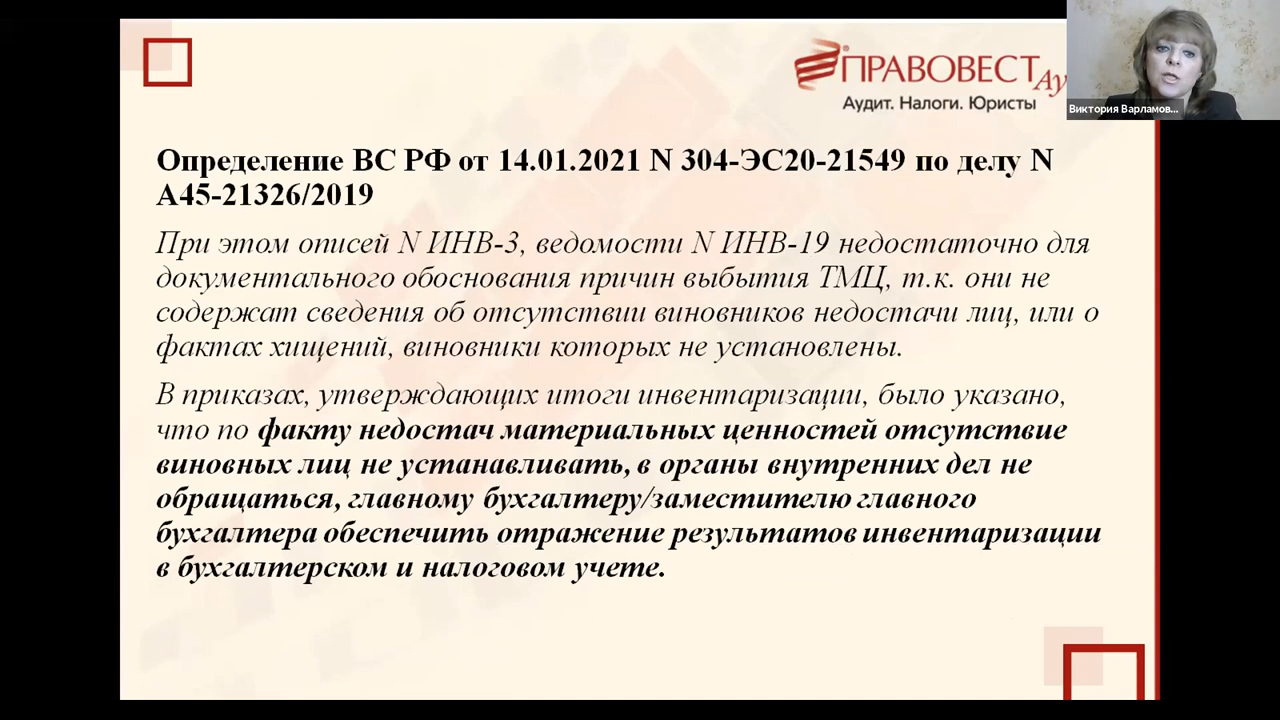 ПРАВОВЕСТ Ау
Аудит. Налоги. Юристы
Виктория Варламов...
Определение ВС РФ от 14.01.2021 N 304-ЭС20-21549 по делу N
А45-21326/2019
При этом описей N ИНВ-3, ведомости N ИНВ-19 недостаточно для
документального обоснования причин выбытия ТМЦ, т.к. они не
содержат сведения об отсутствии виновников недостачи лиц, или о
фактах хищений, виновники которых не установлены.
В приказах, утверждающих итоги инвентаризации, было указано,
что по факту недостач материальных ценностей отсутствие
виновных лиц не устанавливать, в органы внутренних дел не
обращаться, главному бухгалтеру/заместителю главного
бухгалтера обеспечить отражение результатов инвентаризации
в бухгалтерском и налоговом учете.